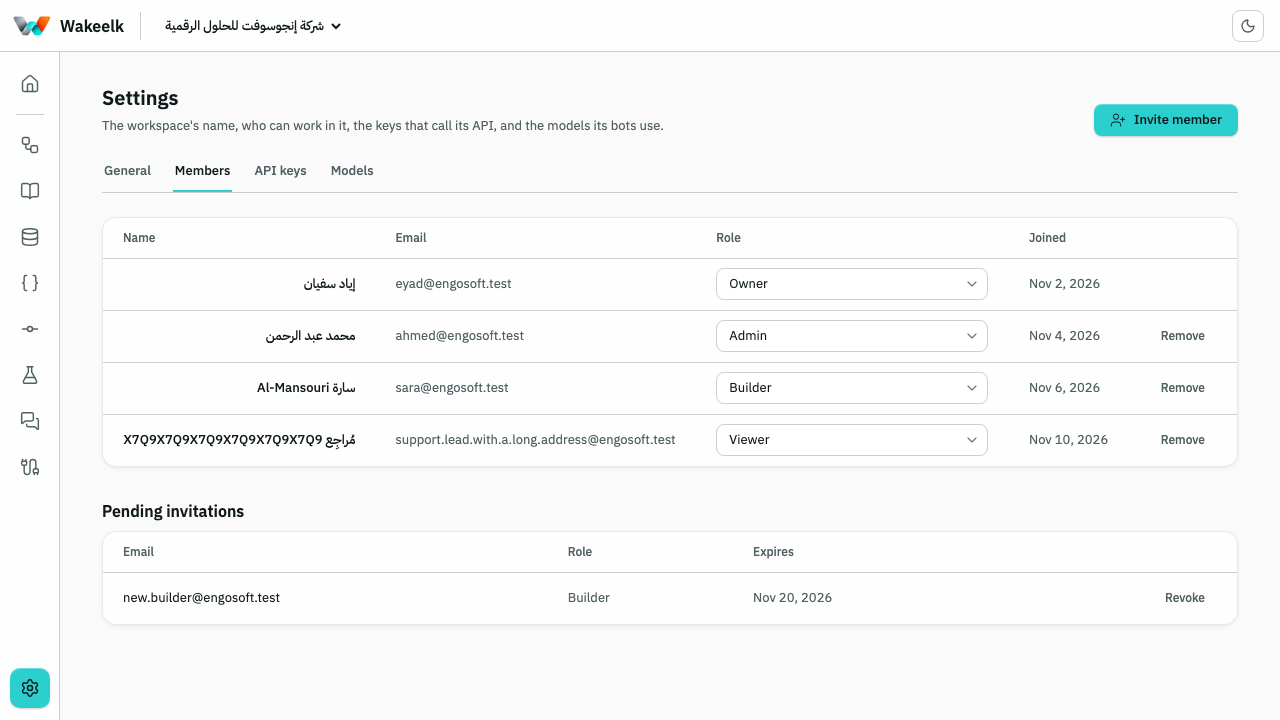 Wakeelk
شركة إنجوسوفت للحلول الرقمية
Settings
The workspace's name, who can work in it, the keys that call its API, and the models its bots use.
Invite member
General Members API keys Models
Name Email Role Joined
إياد سفيان eyad@engosoft.test Owner Nov 2, 2026
محمد عبد الرحمن ahmed@engosoft.test Admin Nov 4, 2026 Remove
سارة Al-Mansouri sara@engosoft.test Builder Nov 6, 2026 Remove
مُراجِع X7Q9X7Q9X7Q9X7Q9X7Q9X7Q9 support.lead.with.a.long.address@engosoft.test Viewer Nov 10, 2026 Remove
Pending invitations
Email Role Expires
new.builder@engosoft.test Builder Nov 20, 2026 Revoke